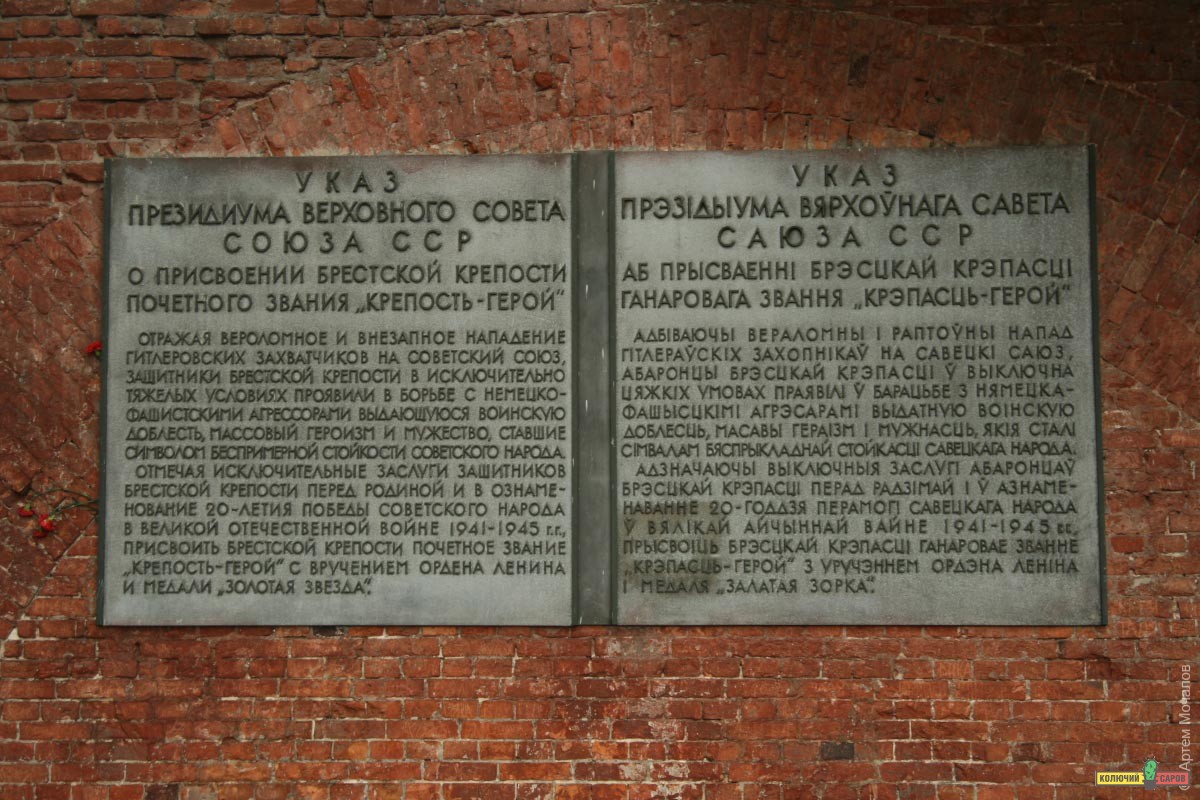 УКАЗ
ПРЕЗИДИУМА ВЕРХОВНОГО СОВЕТА
СОЮЗА ССР
О ПРИСВОЕНИИ БРЕСТСКОЙ КРЕПОСТИ
ПОЧЕТНОГО ЗВАНИЯ „КРЕПОСТЬ-ГЕРОЙ"
ОТРАЖАЯ ВЕРОЛОМНОЕ И ВНЕЗАПНОЕ НАПАДЕНИЕ
ГИТЛЕРОВСКИХ ЗАХВАТЧИКОВ НА СОВЕТСКИЙ СОЮЗ,
ЗАЩИТНИКИ БРЕСТСКОЙ КРЕПОСТИ В ИСКЛЮЧИТЕЛЬНО
ТЯЖЕЛЫХ УСЛОВИЯХ ПРОЯВИЛИ В БОРЬБЕ С НЕМЕЦКО-
ФАШИСТСКИМИ АГРЕССОРАМИ ВЫДАЮЩУЮСЯ ВОИНСКУЮ
ДОБЛЕСТЬ, МАССОВЫЙ ГЕРОИЗМ И МУЖЕСТВО, СТАВШИЕ
СИМВОЛОМ БЕСПРИМЕРНОЙ СТОЙКОСТИ СОВЕТСКОГО НАРОДА.
ОТМЕЧАЯ ИСКЛЮЧИТЕЛЬНЫЕ ЗАСЛУГИ ЗАЩИТНИКОВ
БРЕСТСКОЙ КРЕПОСТИ ПЕРЕД РОДИНОЙ И В ОЗНАМЕ-
НОВАНИЕ 20-ЛЕТИЯ ПОБЕДЫ СОВЕТСКОГО НАРОДА
В ВЕЛИКОЙ ОТЕЧЕСТВЕННОЙ ВОЙНЕ 1941-1945 г.г.,
ПРИСВОИТЬ БРЕСТСКОЙ КРЕПОСТИ ПОЧЕТНОЕ ЗВАНИЕ
„КРЕПОСТЬ-ГЕРОЙ" С ВРУЧЕНИЕМ ОРДЕНА ЛЕНИНА
И МЕДАЛИ „ЗОЛОТАЯ ЗВЕЗДА".
УКАЗ
ПРЭЗІДЫУМА ВЯРХОЎНАГА САВЕТА
САЮЗА ССР
АБ ПРЫСВАЕННІ БРЭСЦКАЙ КРЭПАСЦІ
ГАНАРОВАГА ЗВАННЯ „КРЭПАСЦЬ-ГЕРОЙ"
АДБІВАЮЧЫ ВЕРАЛОМНЫ І РАПТОЎНЫ НАПАД
ГІТЛЕРАЎСКІХ ЗАХОПНІКАЎ НА САВЕЦКІ САЮЗ,
АБАРОНЦЫ БРЭСЦКАЙ КРЭПАСЦІ Ў ВЫКЛЮЧНА
ЦЯЖКІХ УМОВАХ ПРАЯВІЛІ Ў БАРАЦЬБЕ З НЯМЕЦКА-
ФАШЫСЦКІМІ АГРЭСАРАМІ ВЫДАТНУЮ ВОІНСКУЮ
ДОБЛЕСЦЬ, МАСАВЫ ГЕРАІЗМ І МУЖНАСЦЬ, ЯКІЯ СТАЛІ
СІМВАЛАМ БЯСПРЫКЛАДНАЙ СТОЙКАСЦІ САВЕЦКАГА НАРОДА.
АДЗНАЧАЮЧЫ ВЫКЛЮЧНЫЯ ЗАСЛУГІ АБАРОНЦАЎ
БРЭСЦКАЙ КРЭПАСЦІ ПЕРАД РАДЗІМАЙ І Ў АЗНАМЕ-
НАВАННЕ 20-ГОДДЗЯ ПЕРАМОГІ САВЕЦКАГА НАРОДА
Ў ВЯЛІКАЙ АЙЧЫННАЙ ВАЙНЕ 1941-1945 г.г.,
ПРЫСВОІЦЬ БРЭСЦКАЙ КРЭПАСЦІ ГАНАРОВАЕ ЗВАННЕ
„КРЭПАСЦЬ-ГЕРОЙ" З УРУЧЭННЕМ ОРДЭНА ЛЕНІНА
І МЕДАЛЯ „ЗАЛАТАЯ ЗОРКА".
© Артем Мочалов
КОЛЮЧИЙ САРОВ